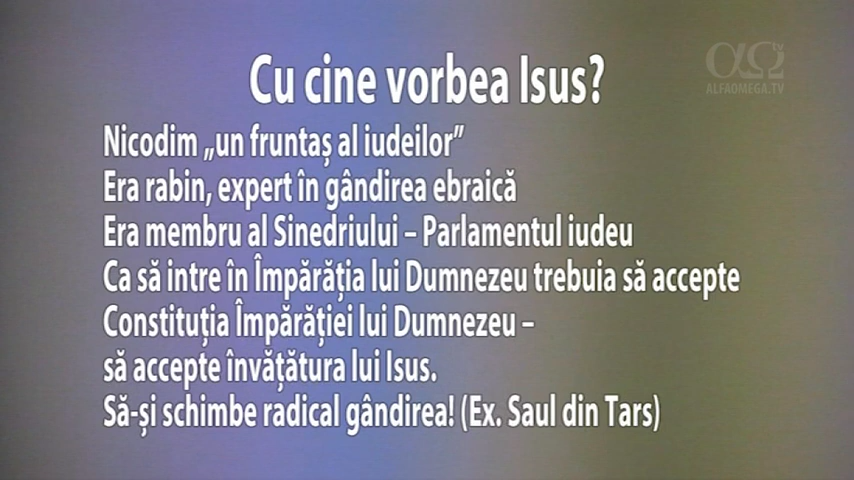 Cu cine vorbea Isus?
αΩ tv
ALFAOMEGA.TV
Nicodim „un fruntaș al iudeilor”
Era rabin, expert în gândirea ebraică
Era membru al Sinedriului – Parlamentul iudeu
Ca să intre în Împărăția lui Dumnezeu trebuia să accepte
Constituția Împărăției lui Dumnezeu –
să accepte învățătura lui Isus.
Să-și schimbe radical gândirea! (Ex. Saul din Tars)